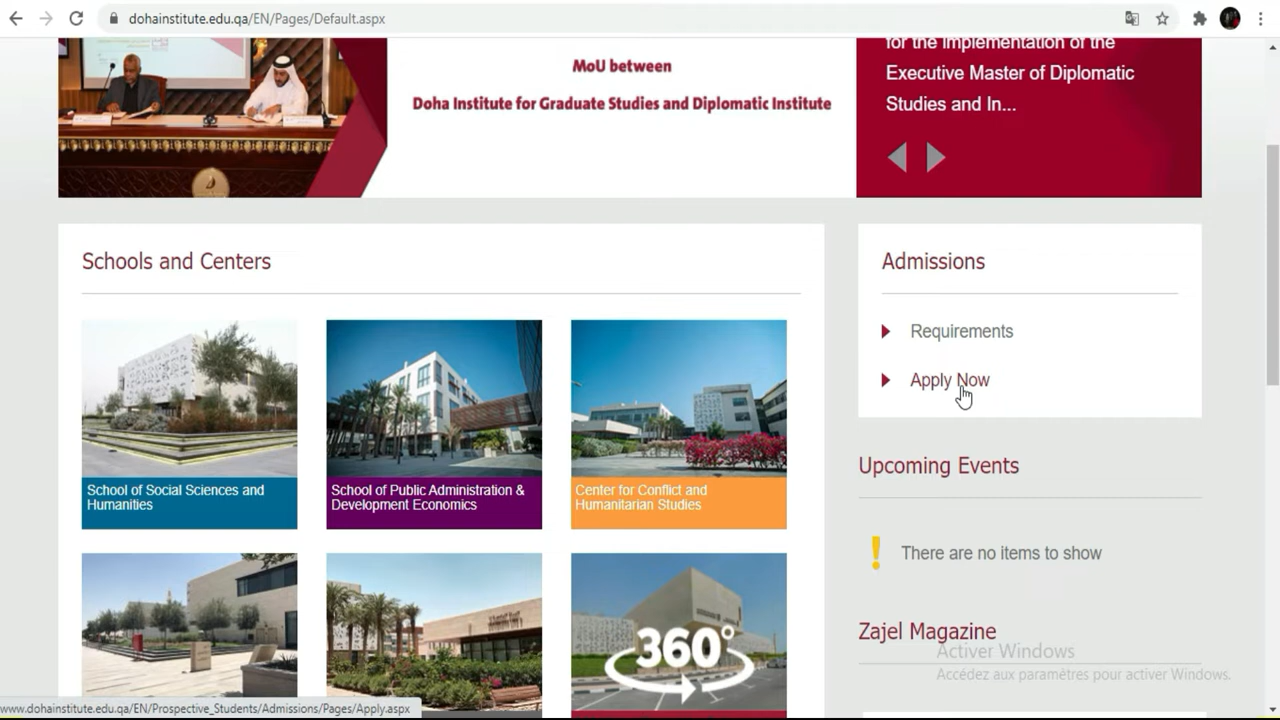 dohainstitute.edu.qa/EN/Pages/Default.aspx
MoU between
Doha Institute for Graduate Studies and Diplomatic Institute
for the Implementation of the
Executive Master of Diplomatic
Studies and In...
Schools and Centers
School of Social Sciences and
Humanities
School of Public Administration &
Development Economics
Center for Conflict and
Humanitarian Studies
360°
Admissions
Requirements
Apply Now
Upcoming Events
There are no items to show
Zajel Magazine
Activer Windows
Accédez aux paramètres pour activer Windows.
www.dohainstitute.edu.qa/EN/Prospective_Students/Admissions/Pages/Apply.aspx